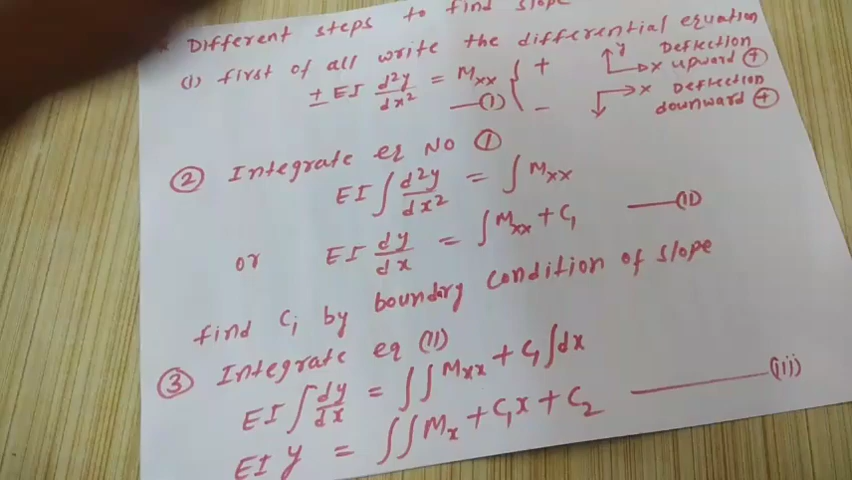 Different steps to find slope
(1) first of all write the differential equation
± EI d²y/dx² = Mxx { + y x Deflection upward (+)
—(1) { – x Deflection downward (+)
② Integrate eq No ①
EI ∫ d²y/dx² = ∫ Mxx
or EI dy/dx = ∫ Mxx + C₁ —(II)
find C₁ by boundary condition of slope
③ Integrate eq (II)
EI ∫ dy/dx = ∫∫ Mxx + C₁ ∫dx
EI y = ∫∫ Mx + C₁x + C₂ —(iii)